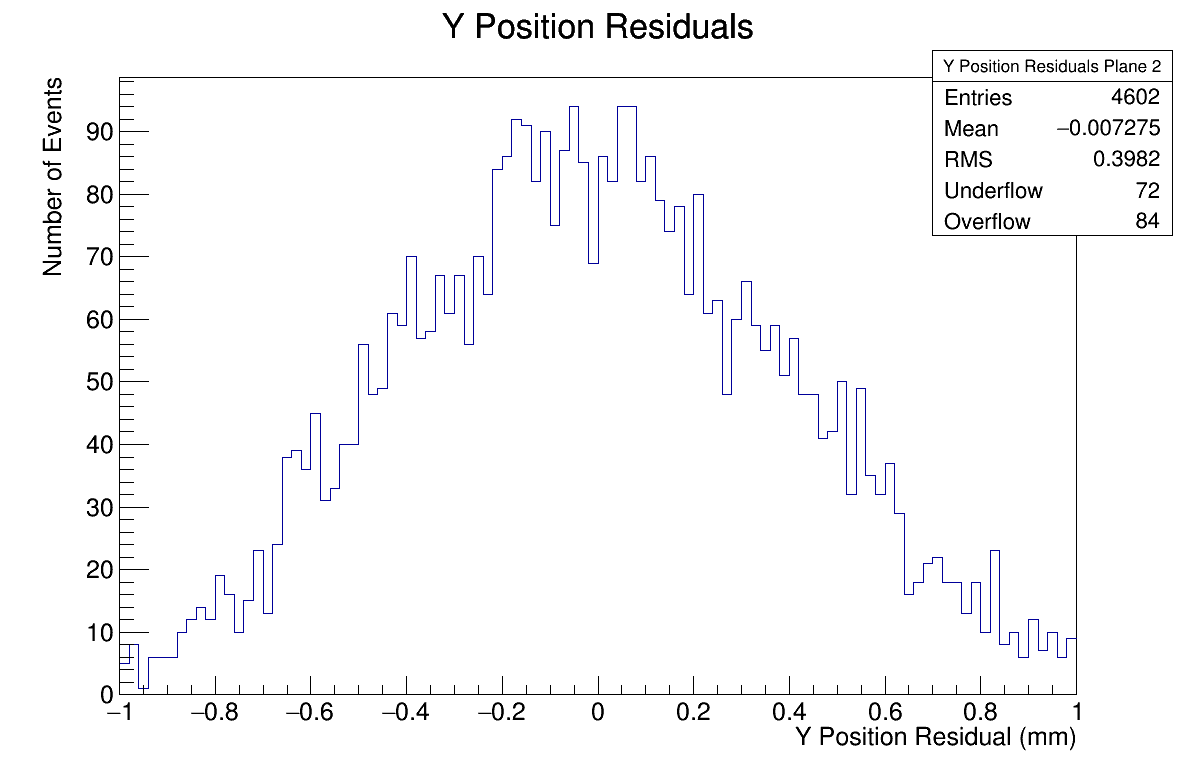 Y Position Residuals
Y Position Residuals Plane 2
Entries 4602
Mean −0.007275
RMS 0.3982
Underflow 72
Overflow 84
Number of Events
90
80
70
60
50
40
30
20
10
0
−1 −0.8 −0.6 −0.4 −0.2 0 0.2 0.4 0.6 0.8 1
Y Position Residual (mm)